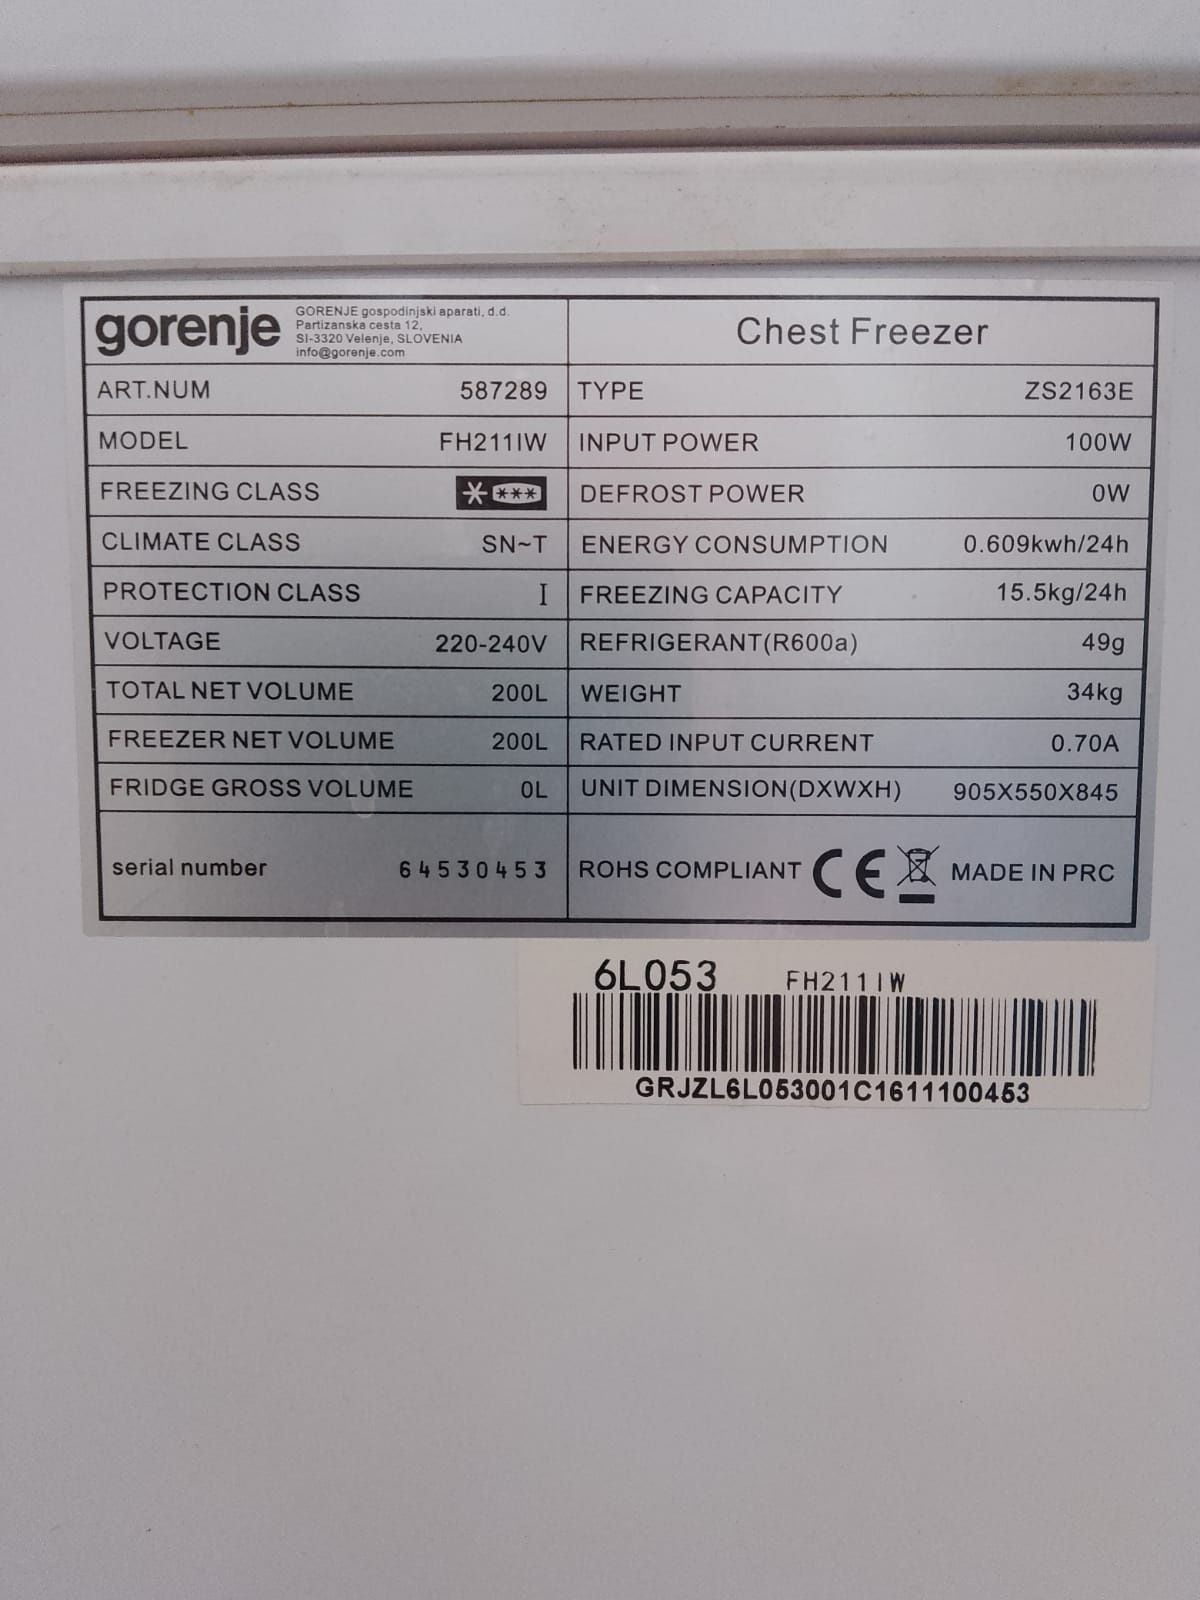 gorenje
GORENJE gospodinjski aparati, d.d.
Partizanska cesta 12,
SI-3320 Velenje, SLOVENIA
info@gorenje.com
Chest Freezer
ART.NUM 587289 TYPE ZS2163E
MODEL FH211IW INPUT POWER 100W
FREEZING CLASS DEFROST POWER 0W
CLIMATE CLASS SN~T ENERGY CONSUMPTION 0.609kwh/24h
PROTECTION CLASS I FREEZING CAPACITY 15.5kg/24h
VOLTAGE 220-240V REFRIGERANT(R600a) 49g
TOTAL NET VOLUME 200L WEIGHT 34kg
FREEZER NET VOLUME 200L RATED INPUT CURRENT 0.70A
FRIDGE GROSS VOLUME 0L UNIT DIMENSION(DXWXH) 905X550X845
serial number 64530453 ROHS COMPLIANT CE MADE IN PRC
6L053 FH211IW
GRJZL6L053001C1611100453